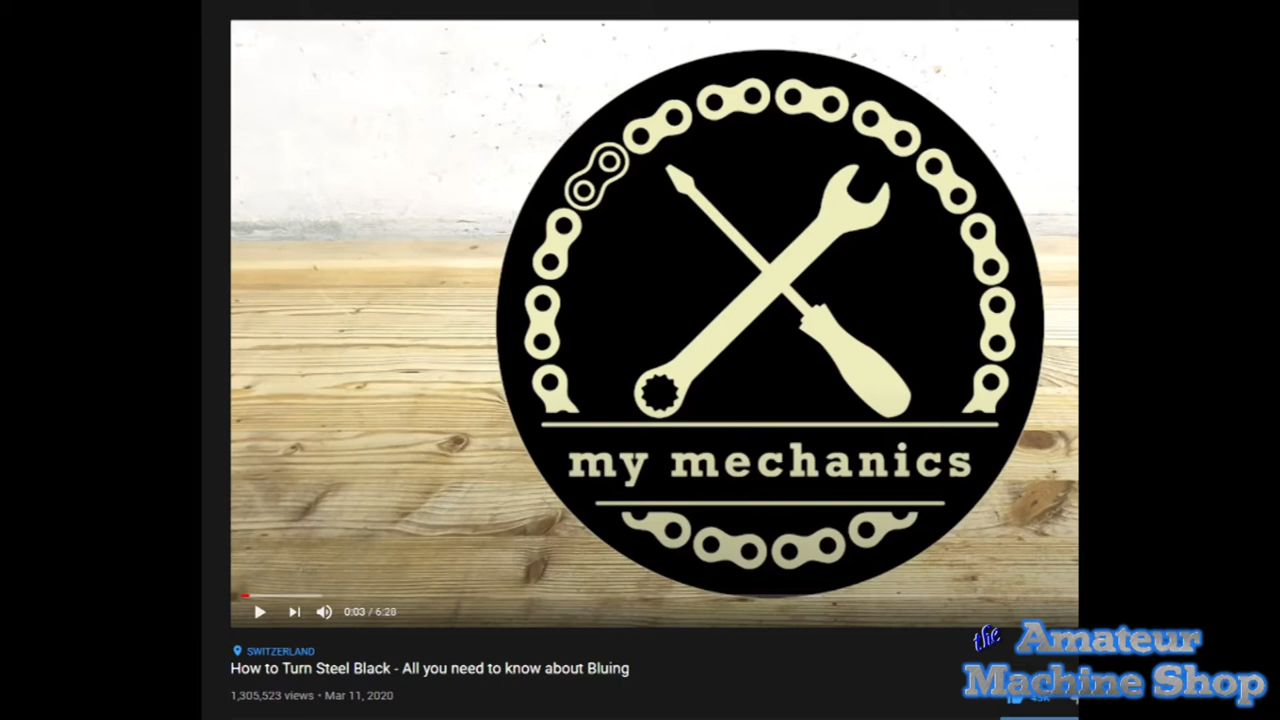 my mechanics
0:03 / 6:28
SWITZERLAND
How to Turn Steel Black - All you need to know about Bluing
1,305,523 views • Mar 11, 2020
the Amateur
Machine Shop